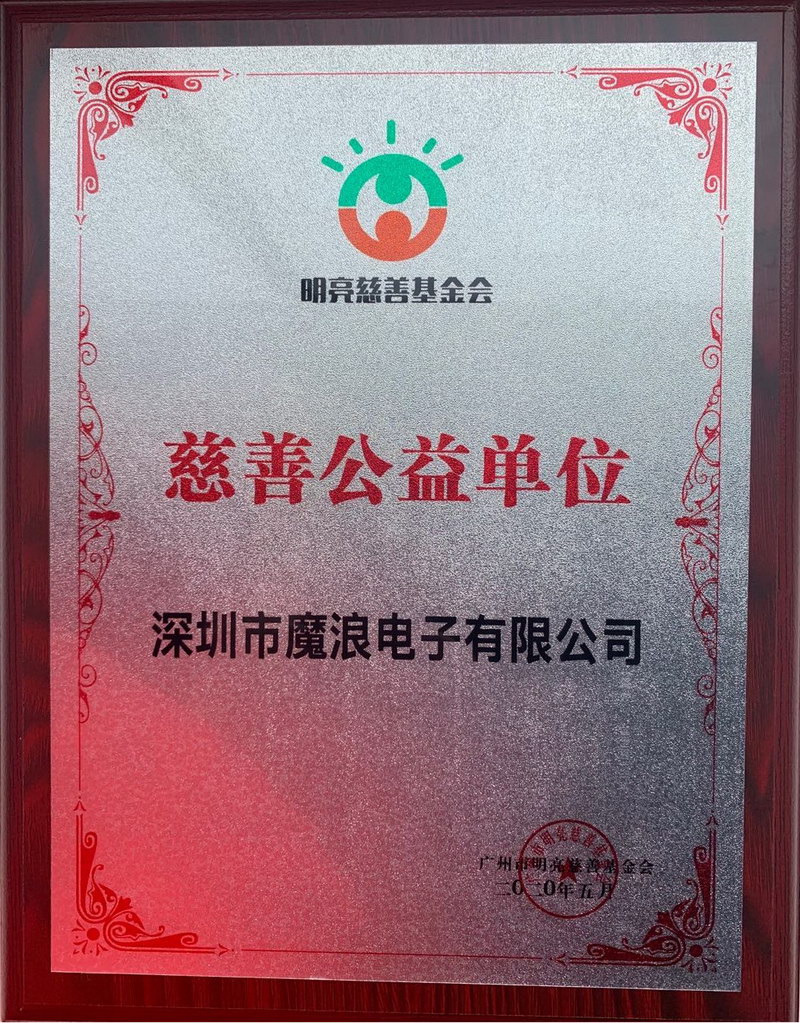 明亮慈善基金会
慈善公益单位
深圳市魔浪电子有限公司
广州市明亮慈善基金会
二0二0年五月